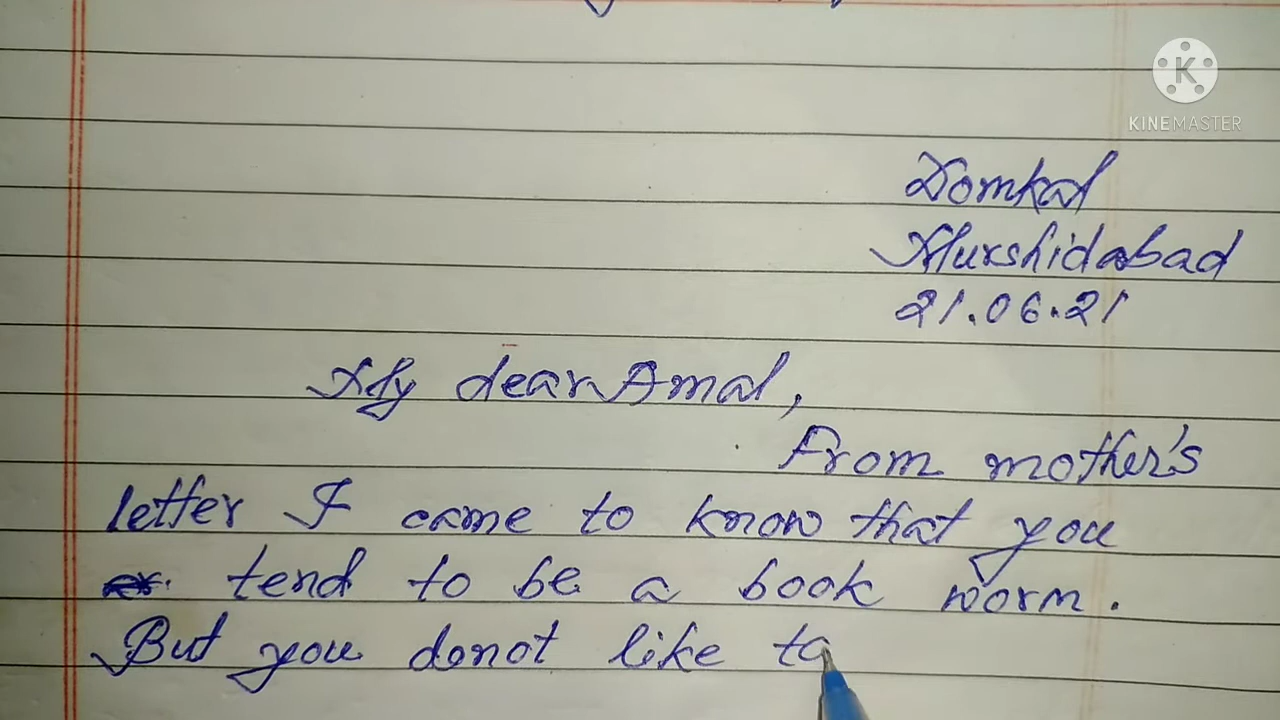 KINEMASTER
Domkal
Murshidabad
21.06.21
My dear Amal,
From mother's
letter I came to know that you
tend to be a book worm.
But you donot like to